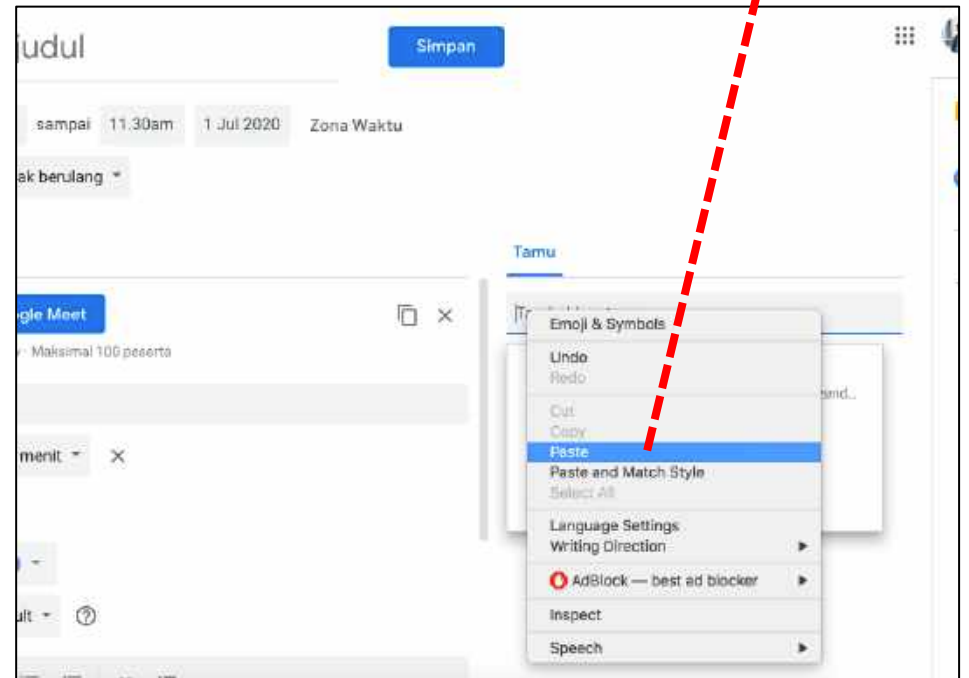 judul
Simpan
sampai 11.30am 1 Jul 2020 Zona Waktu
ak berulang
Tamu
gle Meet
Maksimal 100 peserta
menit
ult
Emoji & Symbols
Undo
Redo
Cut
Copy
Paste
Paste and Match Style
Select All
Language Settings
Writing Direction
AdBlock — best ad blocker
Inspect
Speech